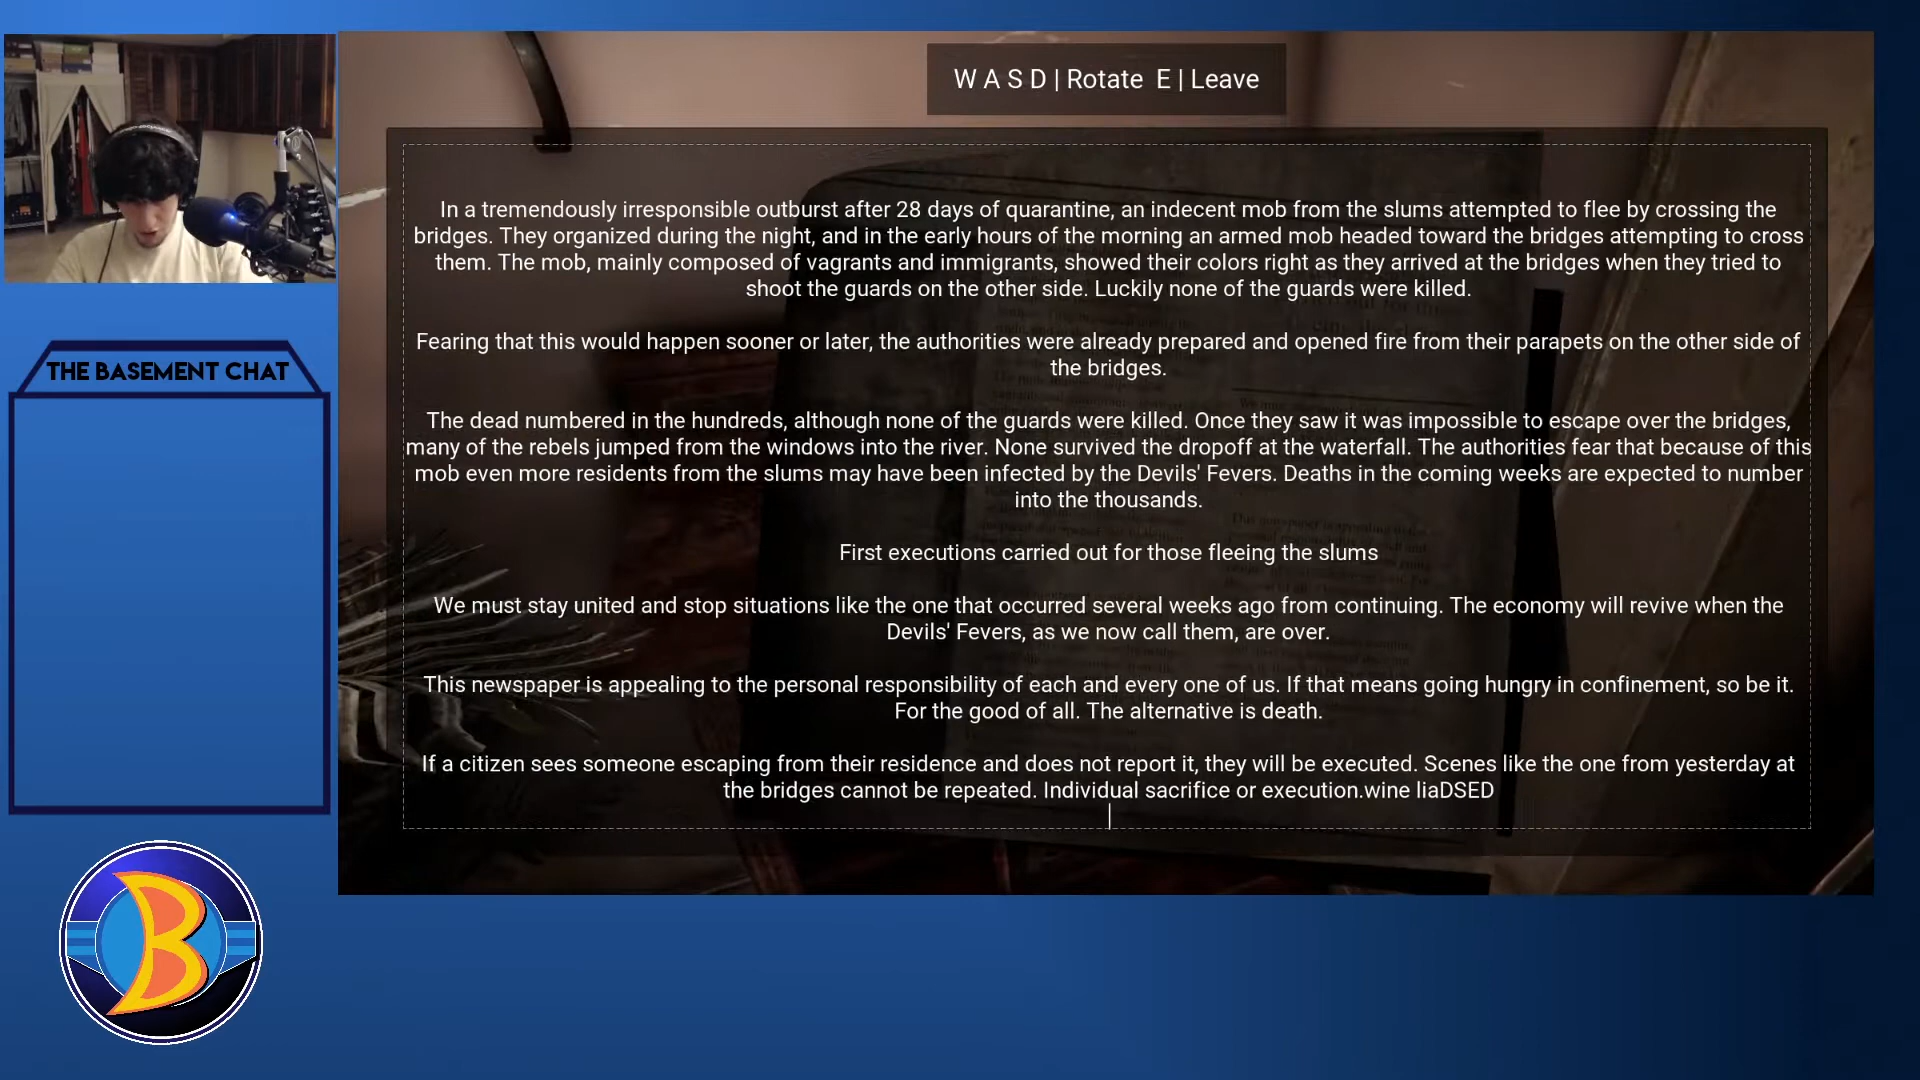 W A S D | Rotate E | Leave
In a tremendously irresponsible outburst after 28 days of quarantine, an indecent mob from the slums attempted to flee by crossing the
bridges. They organized during the night, and in the early hours of the morning an armed mob headed toward the bridges attempting to cross
them. The mob, mainly composed of vagrants and immigrants, showed their colors right as they arrived at the bridges when they tried to
shoot the guards on the other side. Luckily none of the guards were killed.
Fearing that this would happen sooner or later, the authorities were already prepared and opened fire from their parapets on the other side of
the bridges.
The dead numbered in the hundreds, although none of the guards were killed. Once they saw it was impossible to escape over the bridges,
many of the rebels jumped from the windows into the river. None survived the dropoff at the waterfall. The authorities fear that because of this
mob even more residents from the slums may have been infected by the Devils' Fevers. Deaths in the coming weeks are expected to number
into the thousands.
First executions carried out for those fleeing the slums
We must stay united and stop situations like the one that occurred several weeks ago from continuing. The economy will revive when the
Devils' Fevers, as we now call them, are over.
This newspaper is appealing to the personal responsibility of each and every one of us. If that means going hungry in confinement, so be it.
For the good of all. The alternative is death.
If a citizen sees someone escaping from their residence and does not report it, they will be executed. Scenes like the one from yesterday at
the bridges cannot be repeated. Individual sacrifice or execution.wine liaDSED
THE BASEMENT CHAT
B